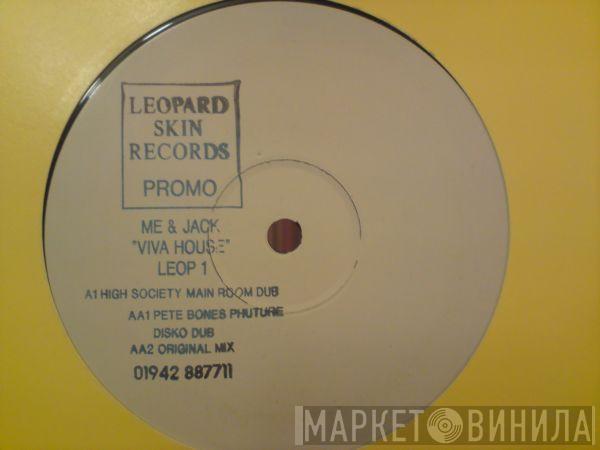 LEOPARD
SKIN
RECORDS
PROMO
ME & JACK
"VIVA HOUSE"
LEOP 1
A1 HIGH SOCIETY MAIN ROOM DUB
AA1 PETE BONES PHUTURE
DISKO DUB
AA2 ORIGINAL MIX
01942 887711
МАРКЕТ ВИНИЛА